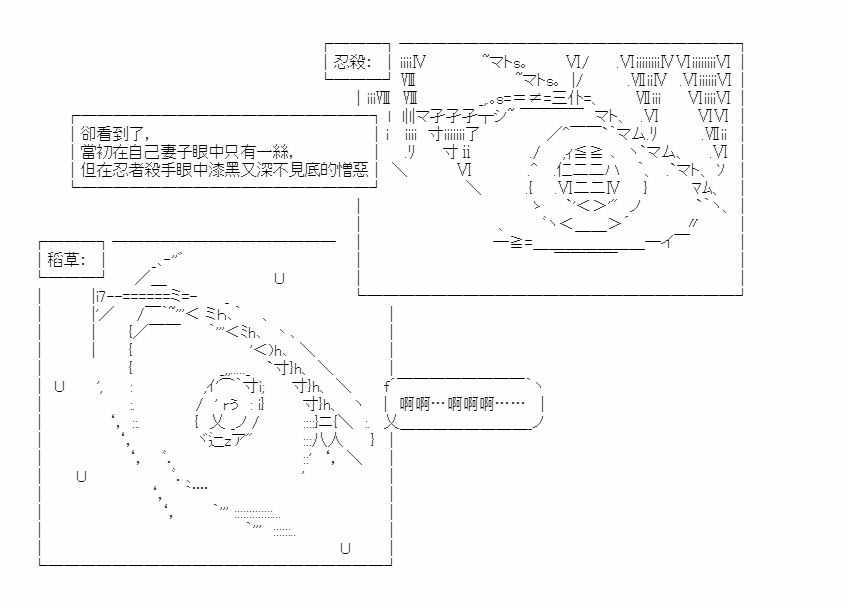 忍殺:
卻看到了,
當初在自己妻子眼中只有一絲,
但在忍者殺手眼中漆黑又深不見底的憎惡
稻草:
啊啊…啊啊啊……